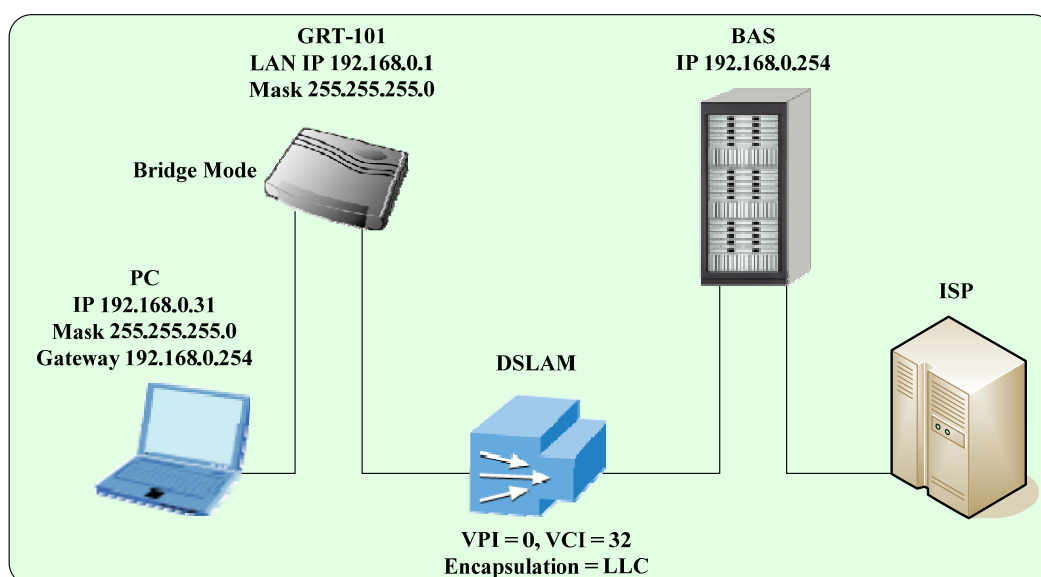 GRT-101
LAN IP 192.168.0.1
Mask 255.255.255.0
Bridge Mode
BAS
IP 192.168.0.254
PC
IP 192.168.0.31
Mask 255.255.255.0
Gateway 192.168.0.254
DSLAM
VPI = 0, VCI = 32
Encapsulation = LLC
ISP